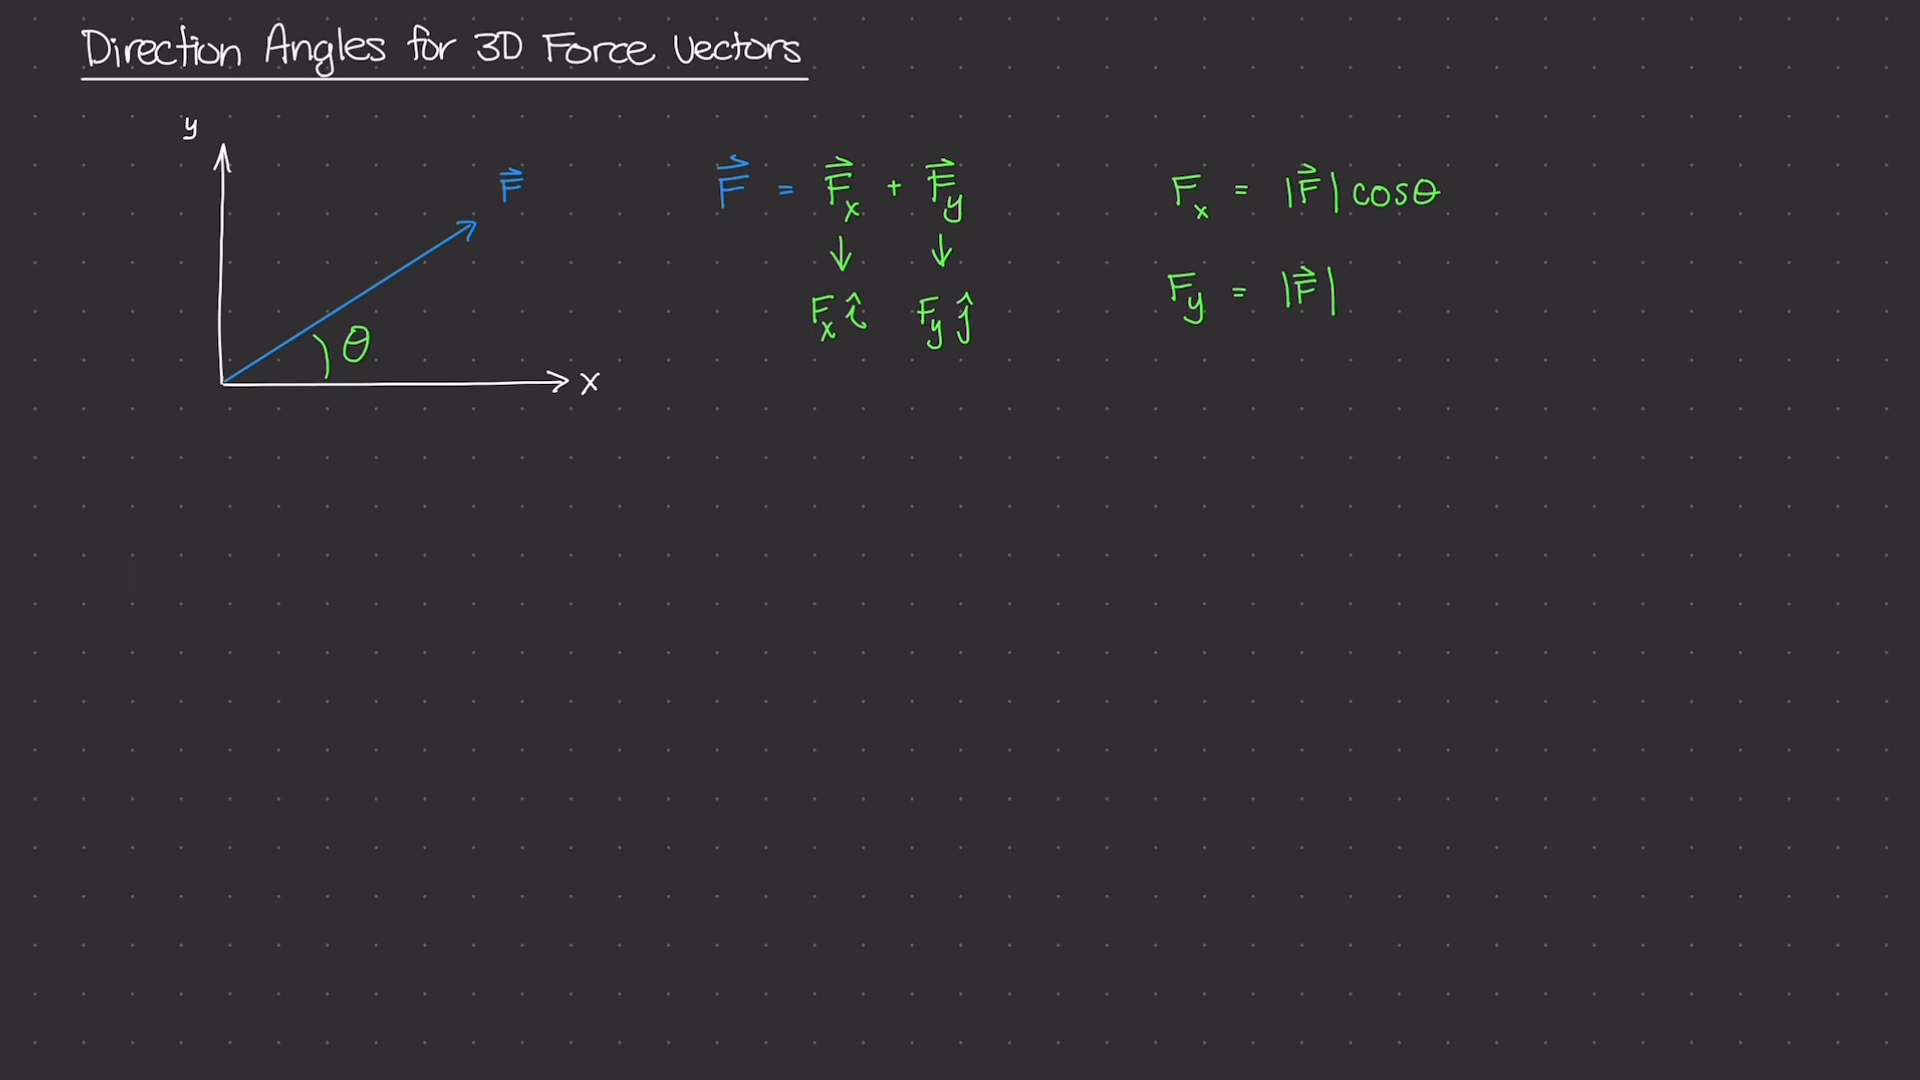 Direction Angles for 3D Force Vectors
y
F⃗
θ
x
F⃗ = F⃗x + F⃗y
↓ ↓
Fx î Fy ĵ
Fx = |F⃗| cosθ
Fy = |F⃗|